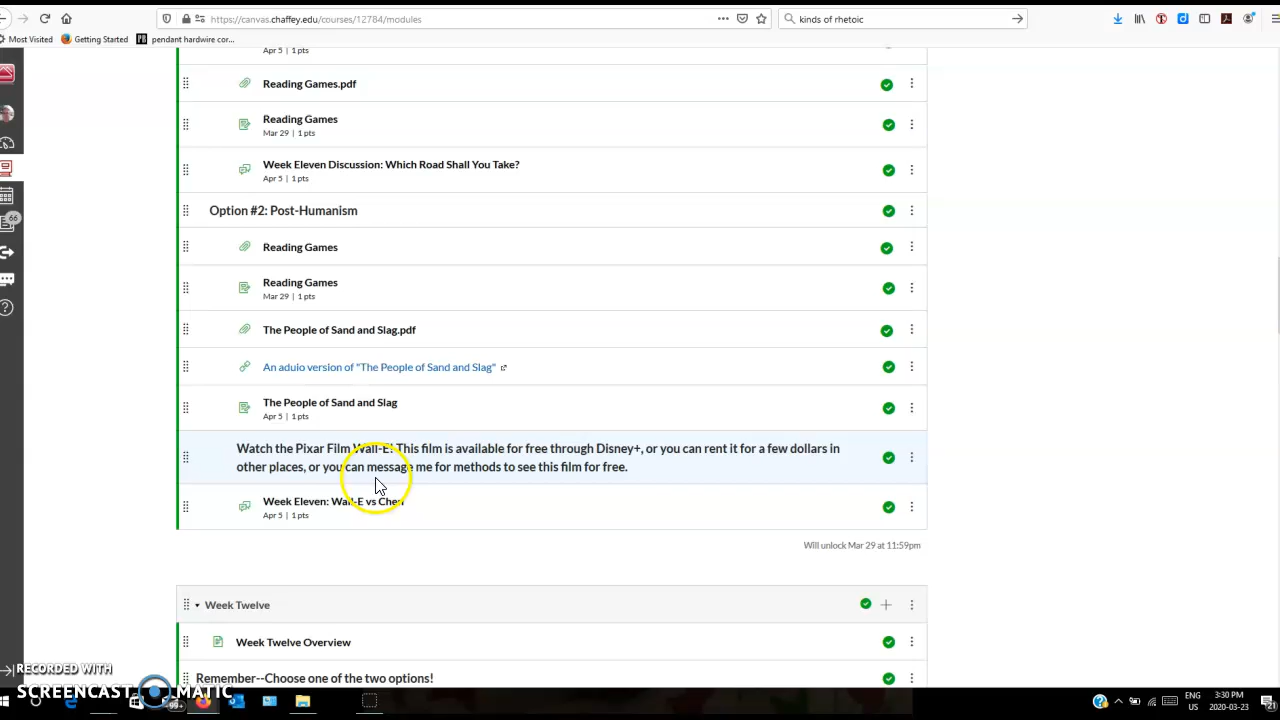 https://canvas.chaffey.edu/courses/12784/modules
kinds of rhetoic
Most Visited
Getting Started
pendant hardwire cor...
Apr 5 | 1 pts
Reading Games.pdf
Reading Games
Mar 29 | 1 pts
Week Eleven Discussion: Which Road Shall You Take?
Apr 5 | 1 pts
Option #2: Post-Humanism
Reading Games
Reading Games
Mar 29 | 1 pts
The People of Sand and Slag.pdf
An aduio version of "The People of Sand and Slag"
The People of Sand and Slag
Apr 5 | 1 pts
Watch the Pixar Film Wall-E! This film is available for free through Disney+, or you can rent it for a few dollars in
other places, or you can message me for methods to see this film for free.
Week Eleven: Wall-E vs Cheri
Apr 5 | 1 pts
Will unlock Mar 29 at 11:59pm
Week Twelve
Week Twelve Overview
Remember--Choose one of the two options!
66
RECORDED WITH
SCREENCAST MATIC
99+
ENG
US
3:30 PM
2020-03-23
21